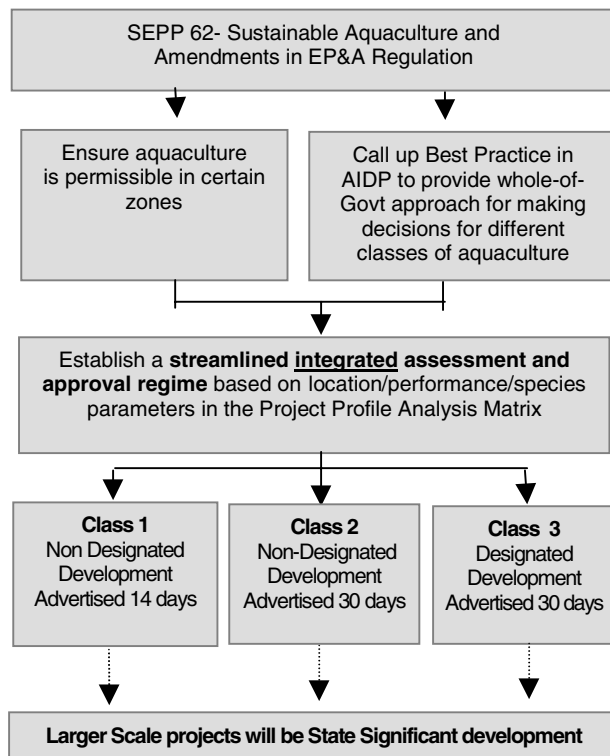 SEPP 62- Sustainable Aquaculture and
Amendments in EP&A Regulation
Ensure aquaculture
is permissible in certain
zones
Call up Best Practice in
AIDP to provide whole-of-
Govt approach for making
decisions for different
classes of aquaculture
Establish a streamlined integrated assessment and
approval regime based on location/performance/species
parameters in the Project Profile Analysis Matrix
Class 1
Non Designated
Development
Advertised 14 days
Class 2
Non-Designated
Development
Advertised 30 days
Class 3
Designated
Development
Advertised 30 days
Larger Scale projects will be State Significant development